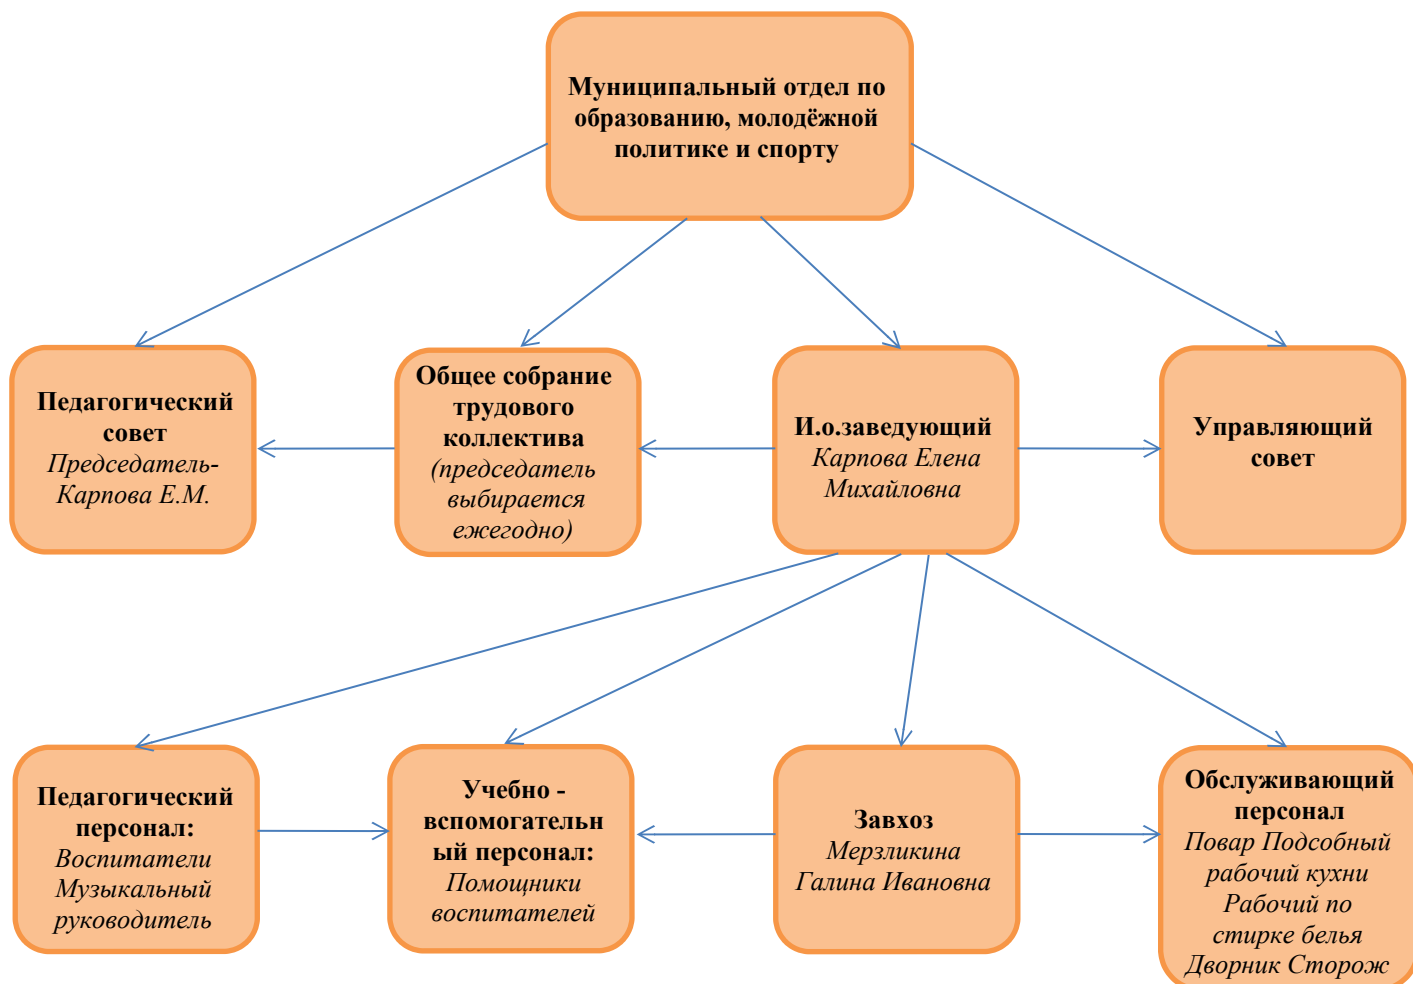 Муниципальный отдел по
образованию, молодёжной
политике и спорту
Педагогический
совет
Председатель-
Карпова Е.М.
Общее собрание
трудового
коллектива
(председатель
выбирается
ежегодно)
И.о.заведующий
Карпова Елена
Михайловна
Управляющий
совет
Педагогический
персонал:
Воспитатели
Музыкальный
руководитель
Учебно -
вспомогательн
ый персонал:
Помощники
воспитателей
Завхоз
Мерзликина
Галина Ивановна
Обслуживающий
персонал
Повар Подсобный
рабочий кухни
Рабочий по
стирке белья
Дворник Сторож